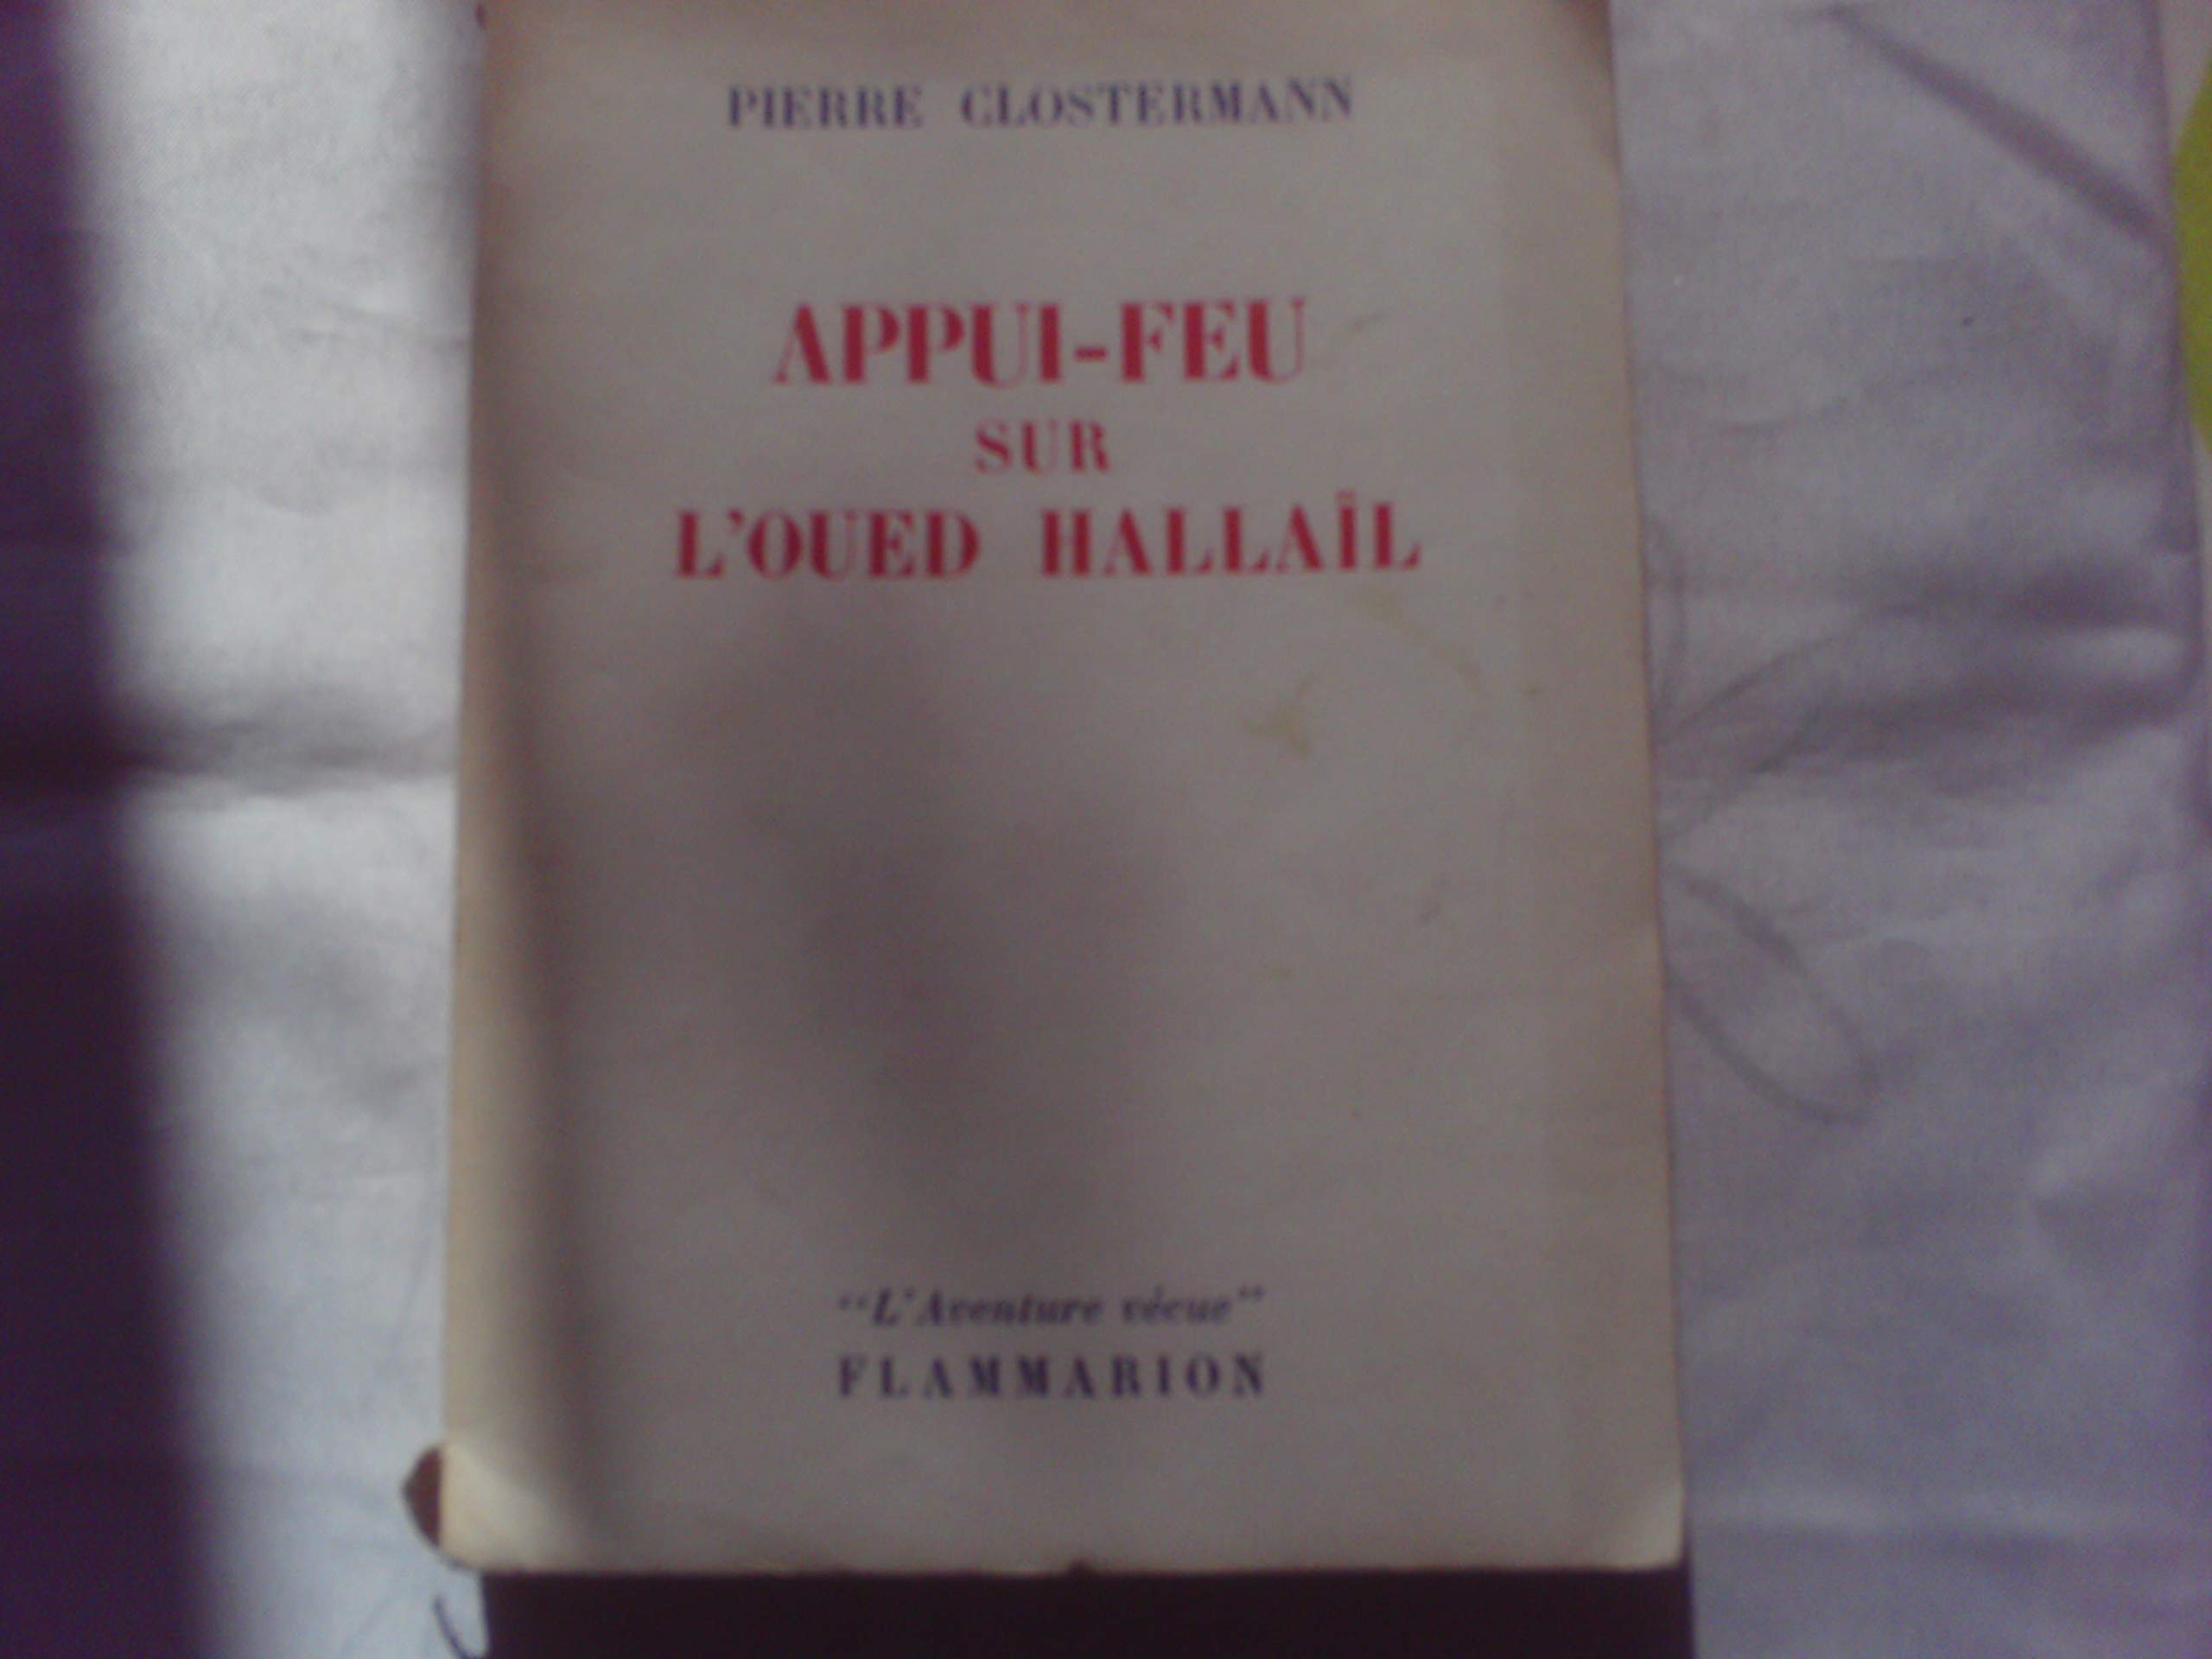 PIERRE CLOSTERMANN
APPUI-FEU
SUR
L'OUED HALLAÏL
"L'Aventure vécue"
FLAMMARION